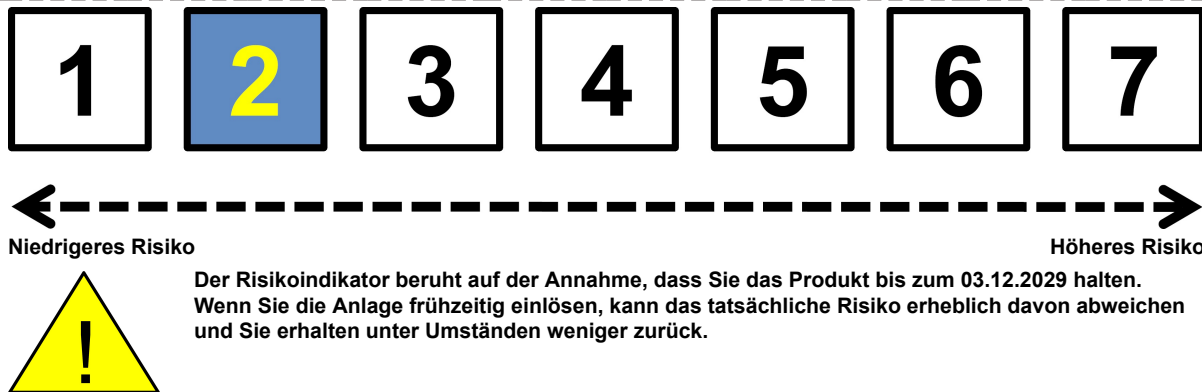 1 2 3 4 5 6 7
Niedrigeres Risiko Höheres Risiko
Der Risikoindikator beruht auf der Annahme, dass Sie das Produkt bis zum 03.12.2029 halten.
Wenn Sie die Anlage frühzeitig einlösen, kann das tatsächliche Risiko erheblich davon abweichen
und Sie erhalten unter Umständen weniger zurück.
!